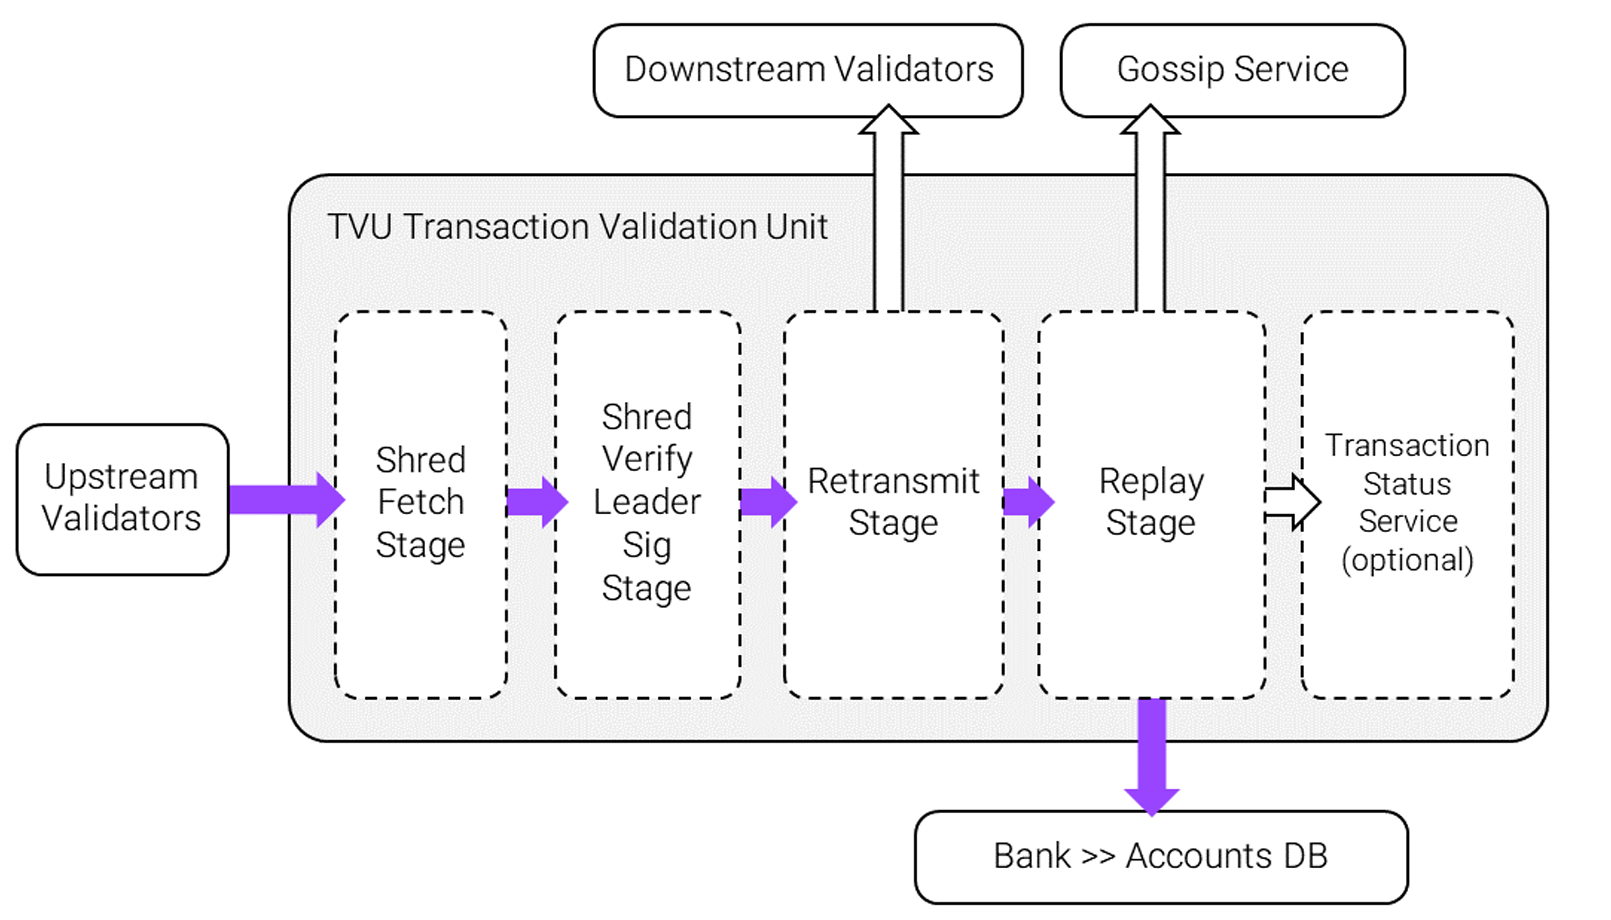 Downstream Validators
Gossip Service
TVU Transaction Validation Unit
Upstream
Validators
Shred
Fetch
Stage
Shred
Verify
Leader
Sig
Stage
Retransmit
Stage
Replay
Stage
Transaction
Status
Service
(optional)
Bank >> Accounts DB